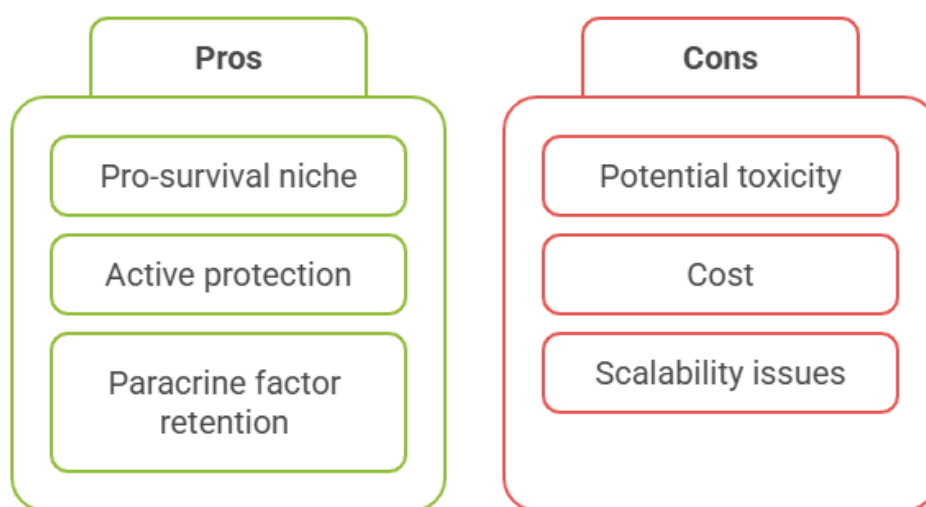 Pros
Pro-survival niche
Active protection
Paracrine factor
retention
Cons
Potential toxicity
Cost
Scalability issues